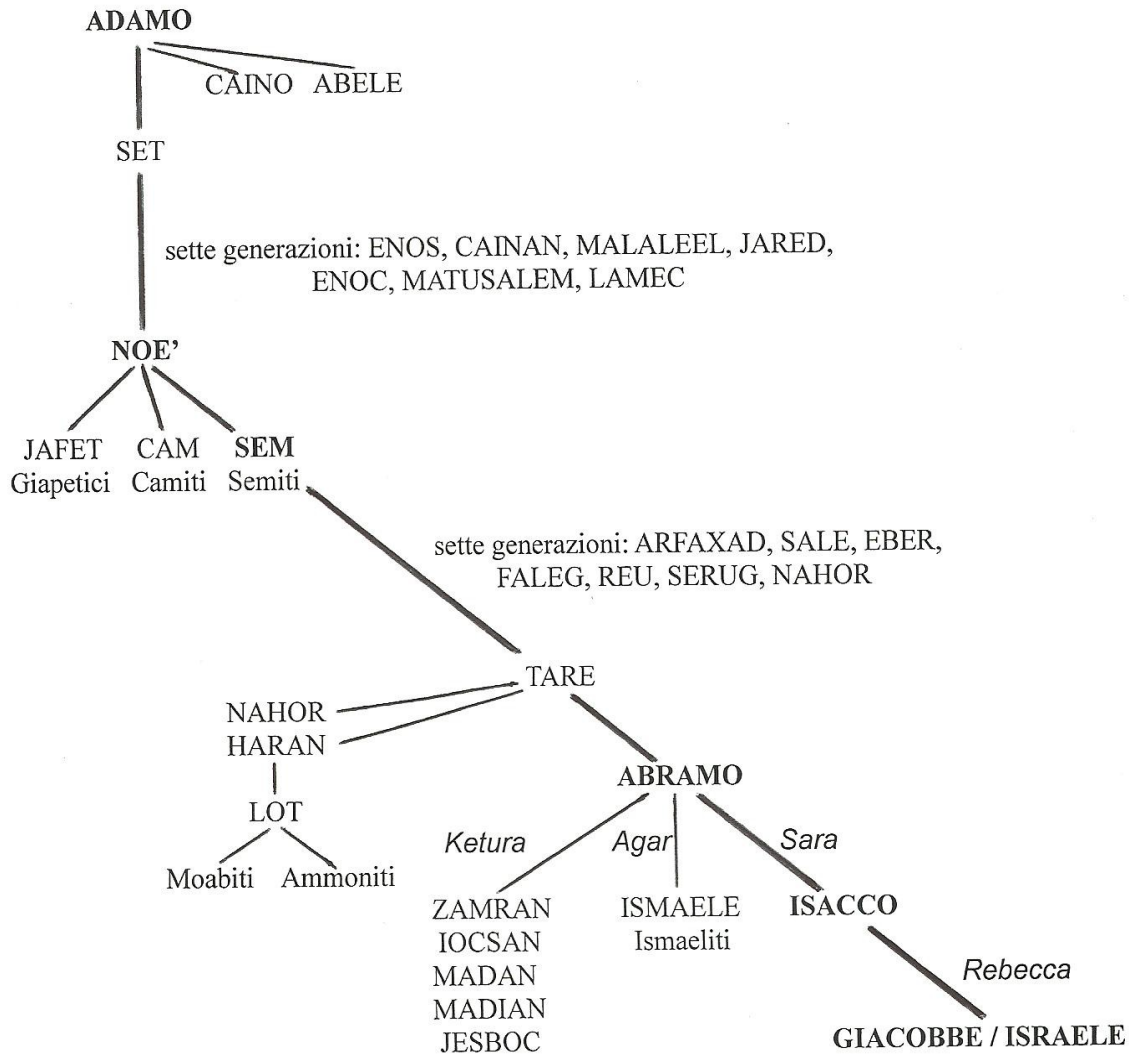 ADAMO
CAINO ABELE
SET
sette generazioni: ENOS, CAINAN, MALALEEL, JARED,
ENOC, MATUSALEM, LAMEC
NOE’
JAFET CAM SEM
Giapetici Camiti Semiti
sette generazioni: ARFAXAD, SALE, EBER,
FALEG, REU, SERUG, NAHOR
TARE
NAHOR
HARAN
LOT
Moabiti Ammoniti
ABRAMO
Ketura Agar Sara
ZAMRAN ISMAELE ISACCO
IOCSAN Ismaeliti
MADAN
MADIAN
JESBOC
Rebecca
GIACOBBE / ISRAELE